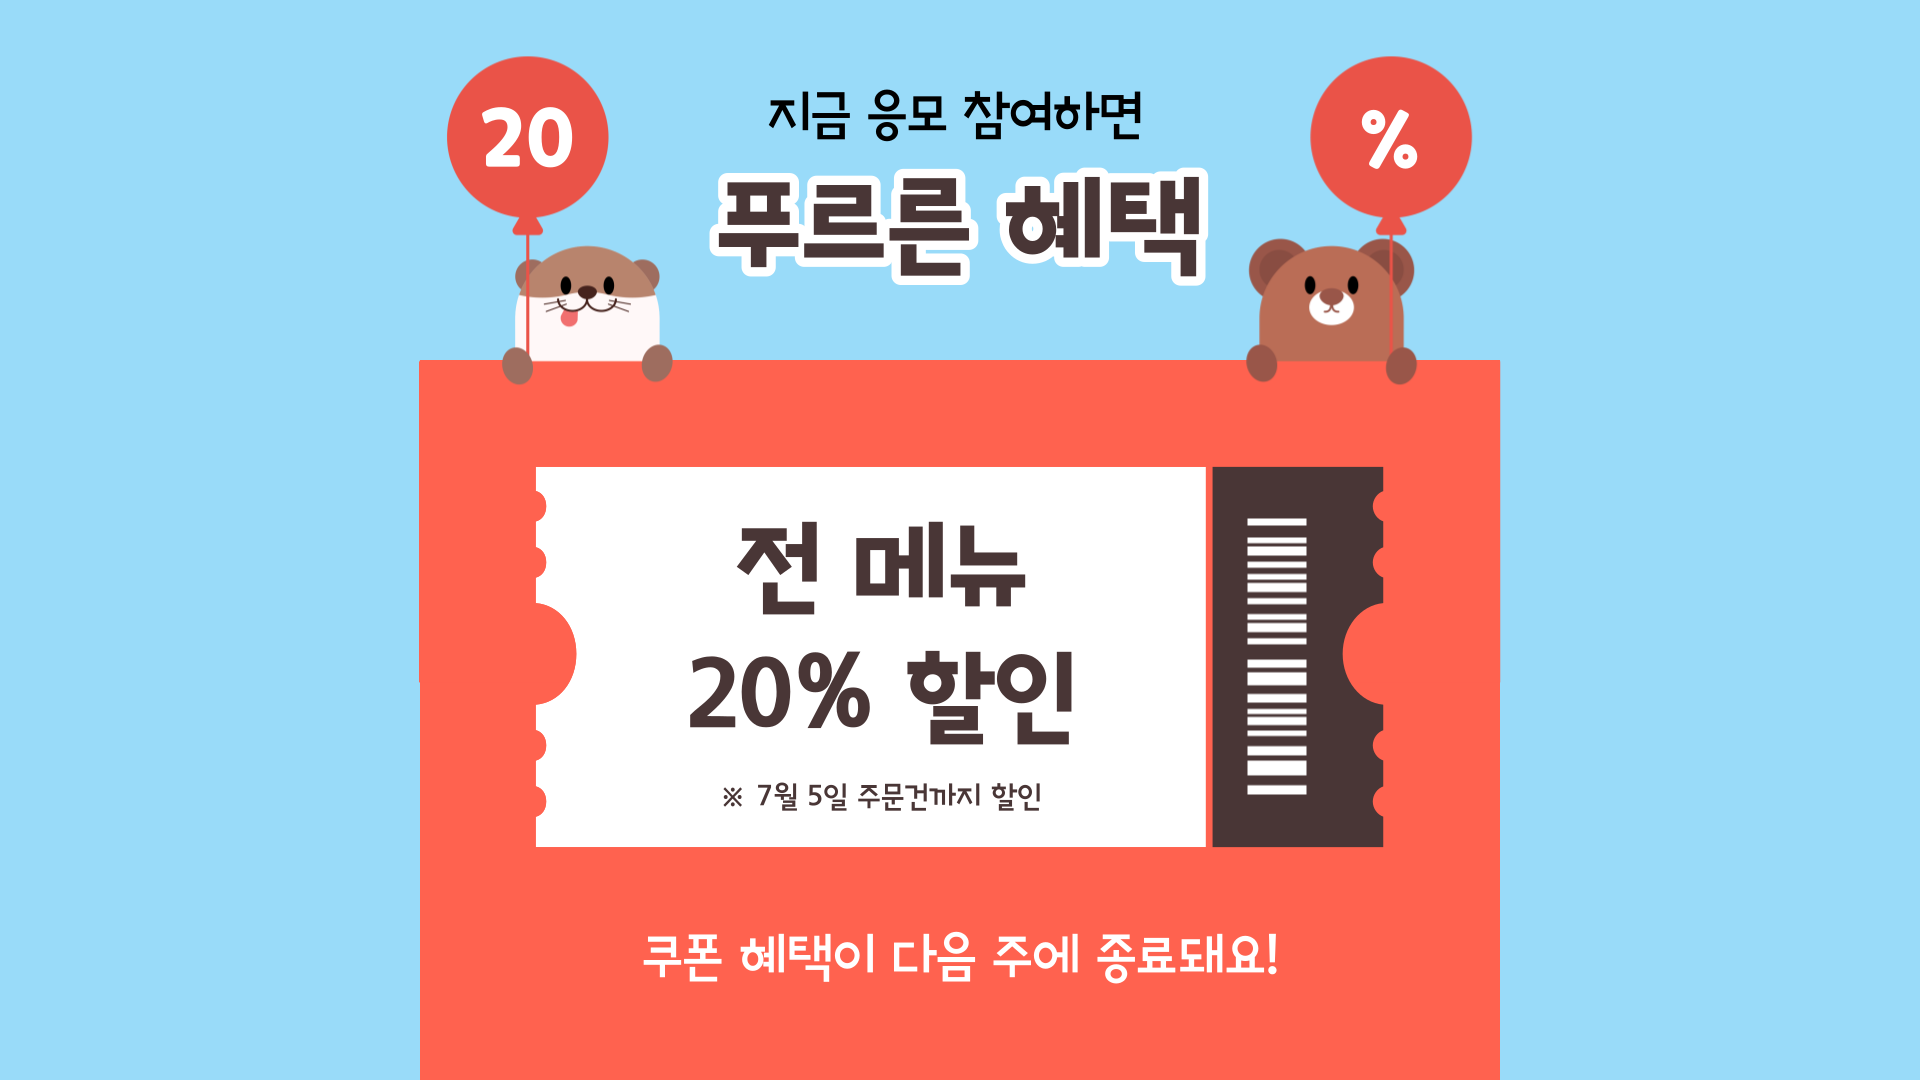 20
지금 응모 참여하면
%
푸르른 혜택
전 메뉴
20% 할인
※ 7월 5일 주문건까지 할인
쿠폰 혜택이 다음 주에 종료돼요!